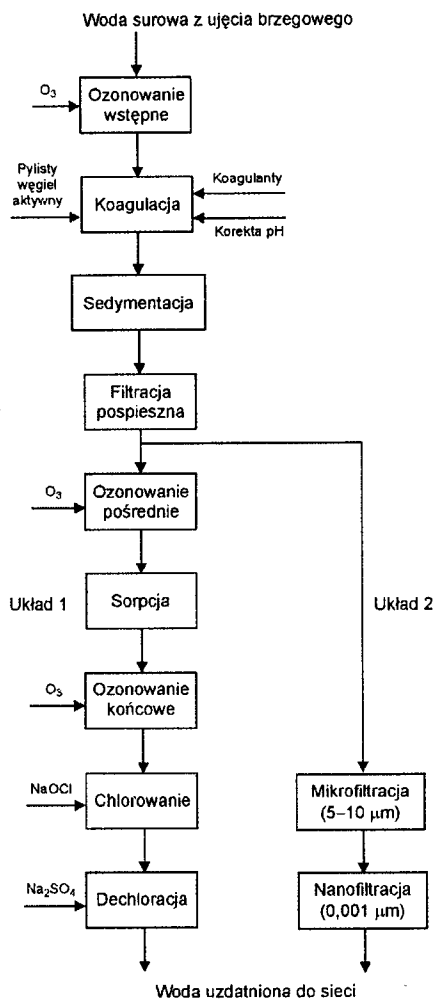 Woda surowa z ujęcia brzegowego
O₃
Ozonowanie
wstępne
Pylisty
węgiel
aktywny
Koagulacja
Koagulanty
Korekta pH
Sedymentacja
Filtracja
pospieszna
O₃
Ozonowanie
pośrednie
Układ 1
Sorpcja
Układ 2
O₃
Ozonowanie
końcowe
NaOCl
Chlorowanie
Mikrofiltracja
(5–10 μm)
Na₂SO₄
Dechloracja
Nanofiltracja
(0,001 μm)
Woda uzdatniona do sieci